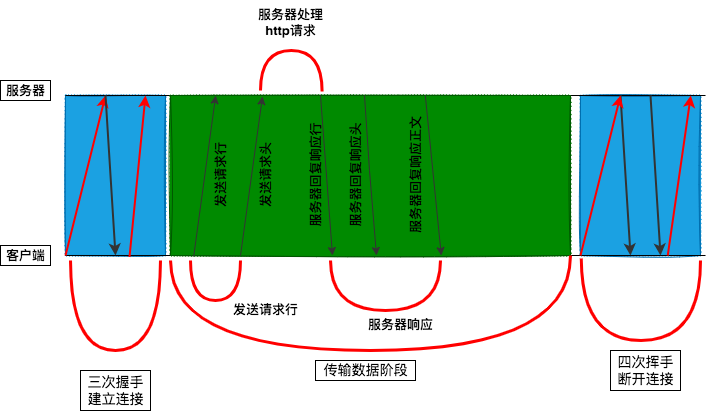 服务器处理
http请求
服务器
发送请求行
发送请求头
服务器回复响应行
服务器回复响应头
服务器回复响应正文
客户端
发送请求行
服务器响应
传输数据阶段
三次握手
建立连接
四次挥手
断开连接